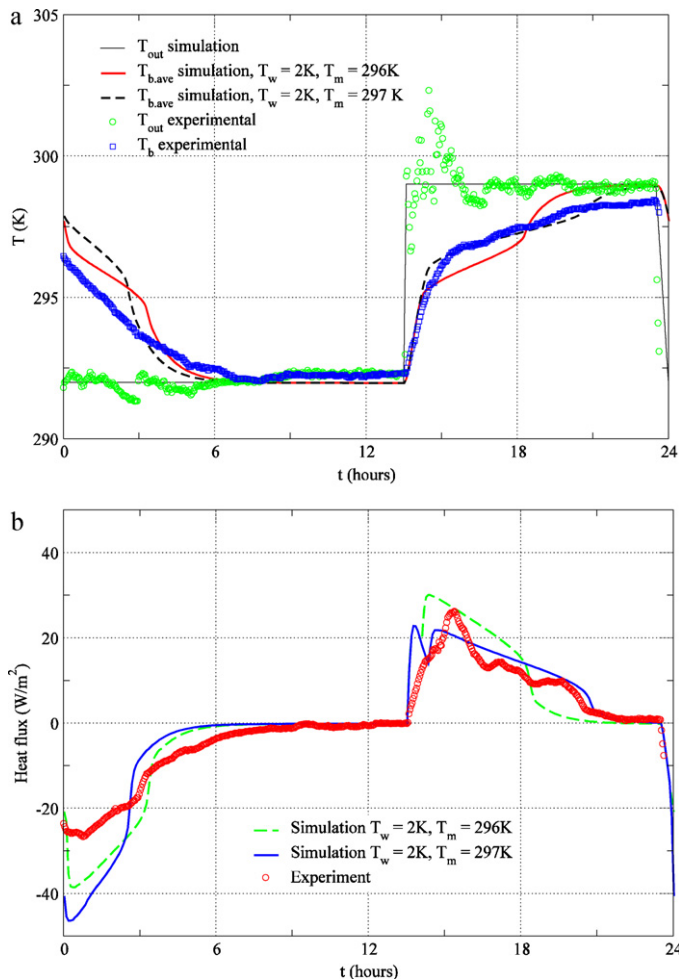 a
305
300
295
290
T (K)
T_out simulation
T_b.ave simulation, T_w = 2K, T_m = 296K
T_b.ave simulation, T_w = 2K, T_m = 297 K
T_out experimental
T_b experimental
0 6 12 18 24
t (hours)
b
40
20
0
-20
-40
Heat flux (W/m²)
Simulation T_w = 2K, T_m = 296K
Simulation T_w = 2K, T_m = 297K
Experiment
0 6 12 18 24
t (hours)